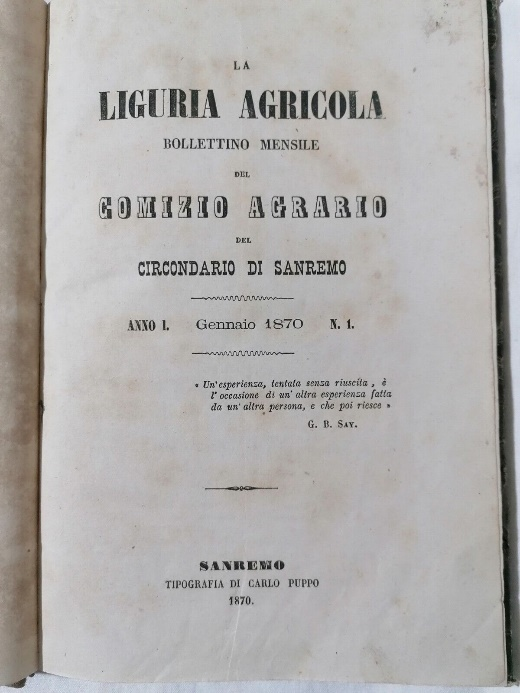 LA
LIGURIA AGRICOLA
BOLLETTINO MENSILE
DEL
COMIZIO AGRARIO
DEL
CIRCONDARIO DI SANREMO
ANNO I. Gennaio 1870 N. 1.
« Un'esperienza, tentata senza riuscita, è
l'occasione di un'altra esperienza fatta
da un'altra persona, e che poi riesce »
G. B. SAY.
SANREMO
TIPOGRAFIA DI CARLO PUPPO
1870.